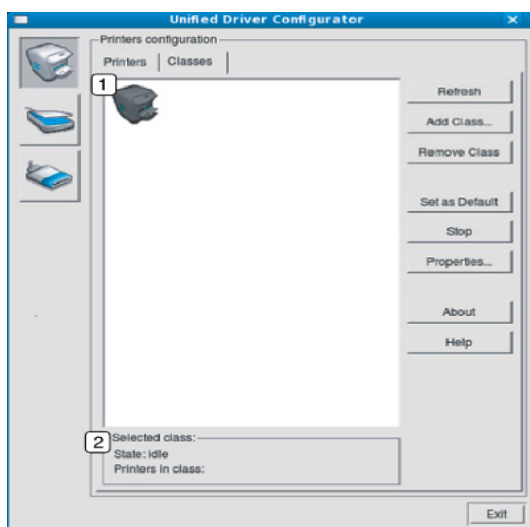 Unified Driver Configurator
Printers configuration
Printers Classes
1
Refresh
Add Class...
Remove Class
Set as Default
Stop
Properties...
About
Help
2 Selected class:
State: idle
Printers in class:
Exit